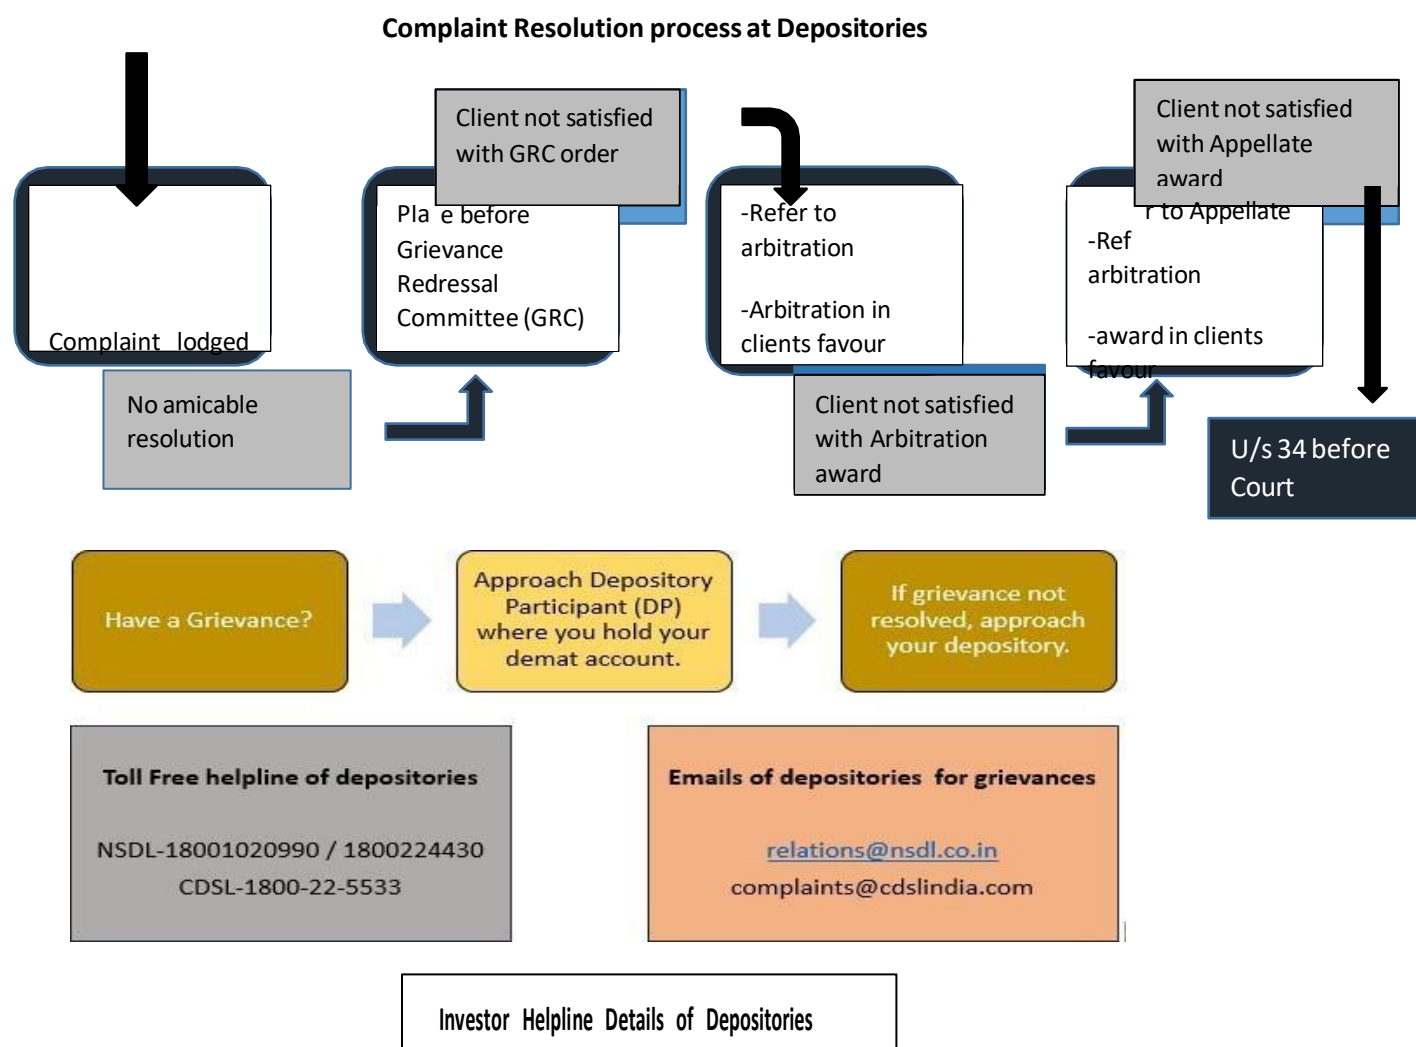 Complaint Resolution process at Depositories
Complaint lodged
No amicable
resolution
Client not satisfied
with GRC order
Pla e before
Grievance
Redressal
Committee (GRC)
-Refer to
arbitration
-Arbitration in
clients favour
Client not satisfied
with Arbitration
award
Client not satisfied
with Appellate
award
r to Appellate
-Ref
arbitration
-award in clients
favour
U/s 34 before
Court
Have a Grievance?
Approach Depository
Participant (DP)
where you hold your
demat account.
If grievance not
resolved, approach
your depository.
Toll Free helpline of depositories
NSDL-18001020990 / 1800224430
CDSL-1800-22-5533
Emails of depositories for grievances
relations@nsdl.co.in
complaints@cdslindia.com
Investor Helpline Details of Depositories